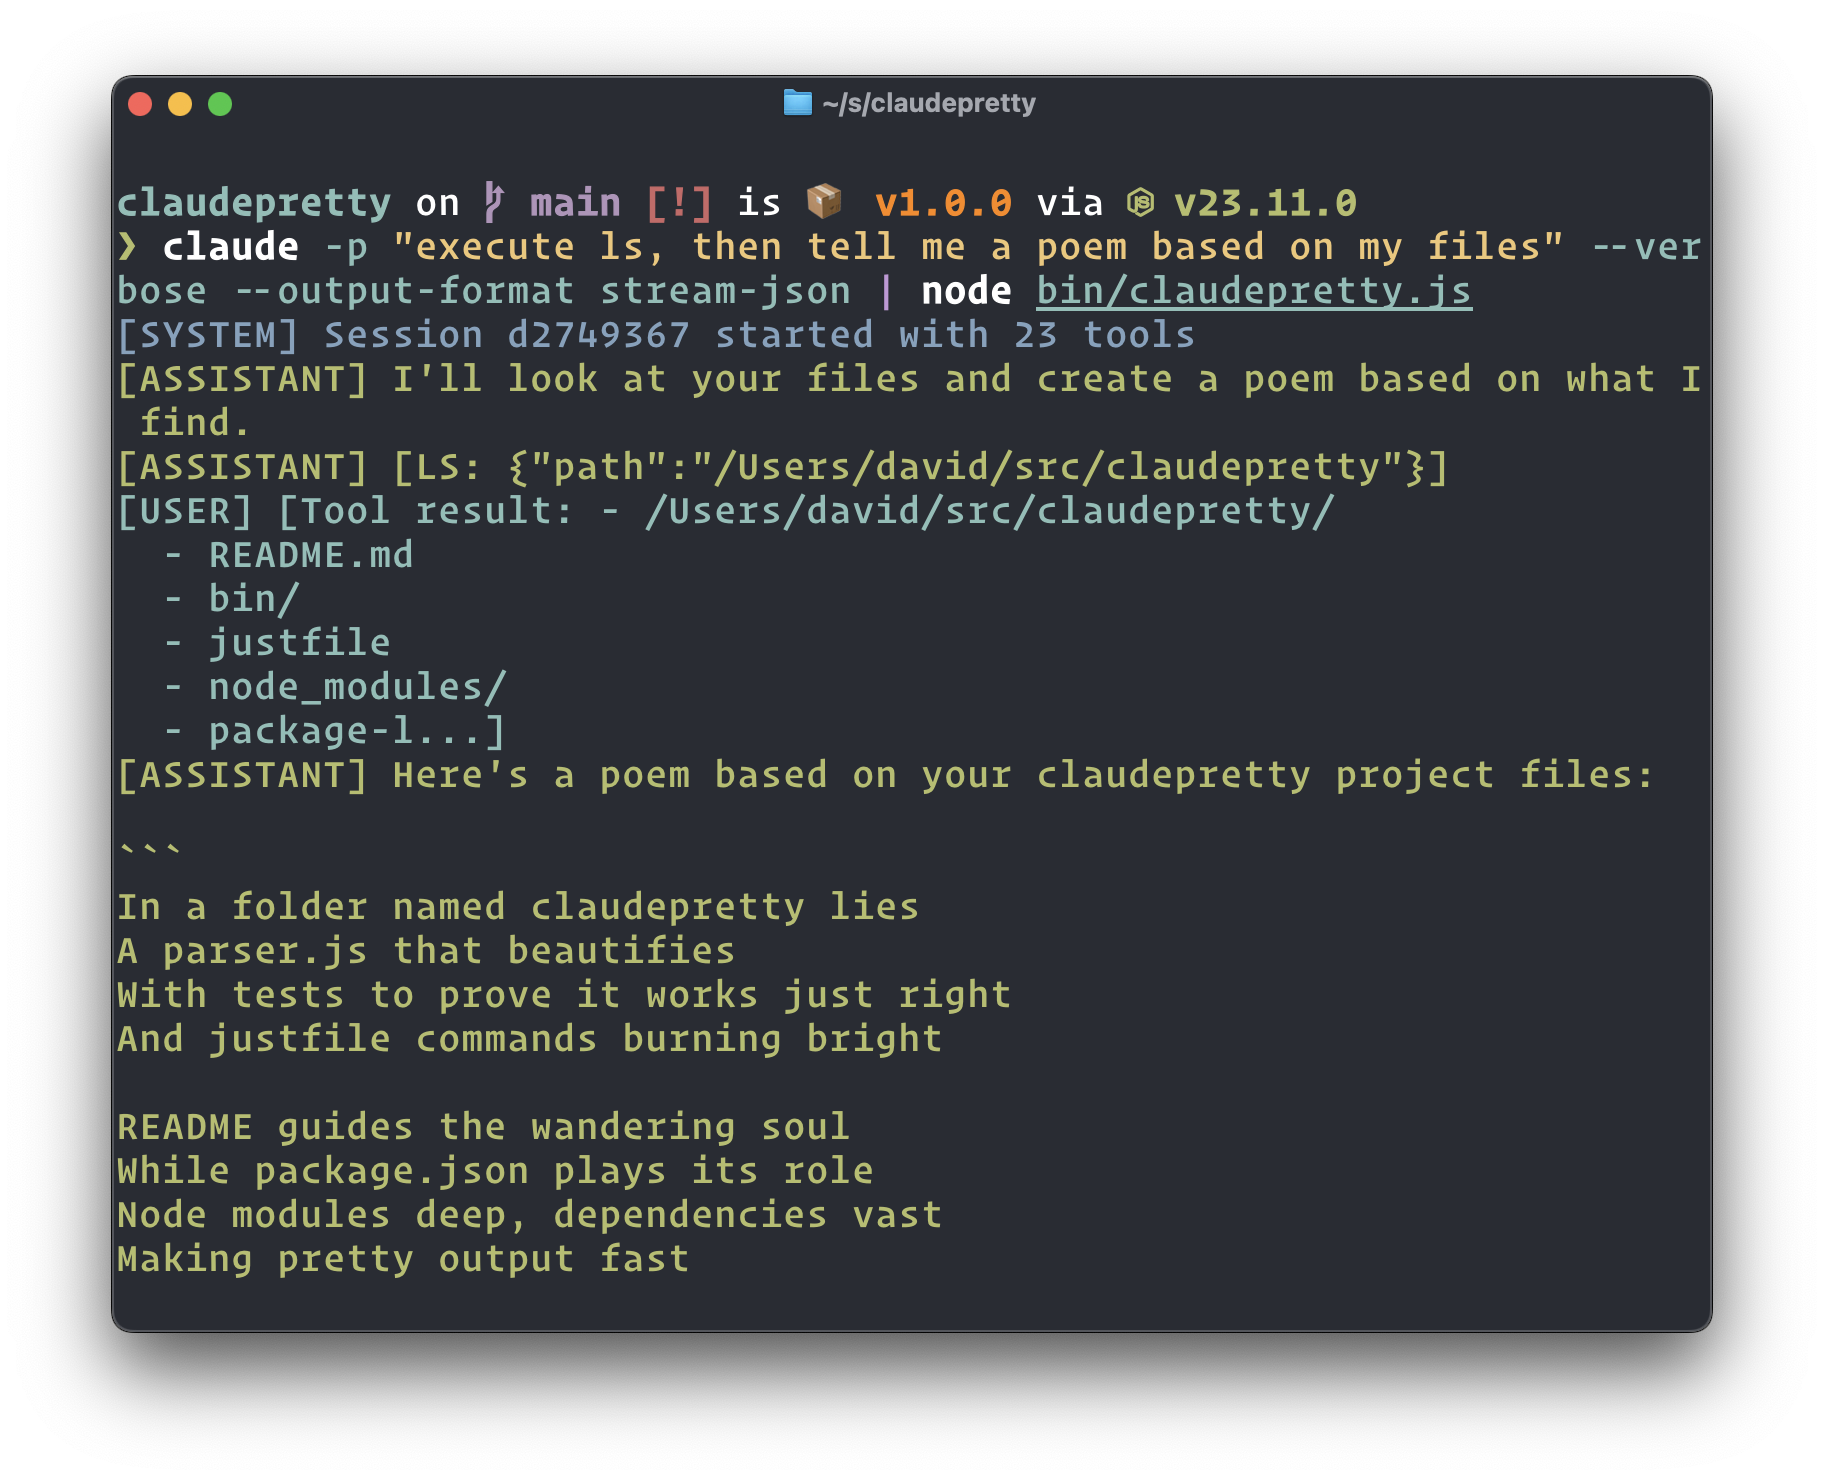 ~/s/claudepretty
claudepretty on main [!] is 📦 v1.0.0 via v23.11.0
❯ claude -p "execute ls, then tell me a poem based on my files" --ver
bose --output-format stream-json | node bin/claudepretty.js
[SYSTEM] Session d2749367 started with 23 tools
[ASSISTANT] I'll look at your files and create a poem based on what I
 find.
[ASSISTANT] [LS: {"path":"/Users/david/src/claudepretty"}]
[USER] [Tool result: - /Users/david/src/claudepretty/
  - README.md
  - bin/
  - justfile
  - node_modules/
  - package-l...]
[ASSISTANT] Here's a poem based on your claudepretty project files:
```
In a folder named claudepretty lies
A parser.js that beautifies
With tests to prove it works just right
And justfile commands burning bright
README guides the wandering soul
While package.json plays its role
Node modules deep, dependencies vast
Making pretty output fast